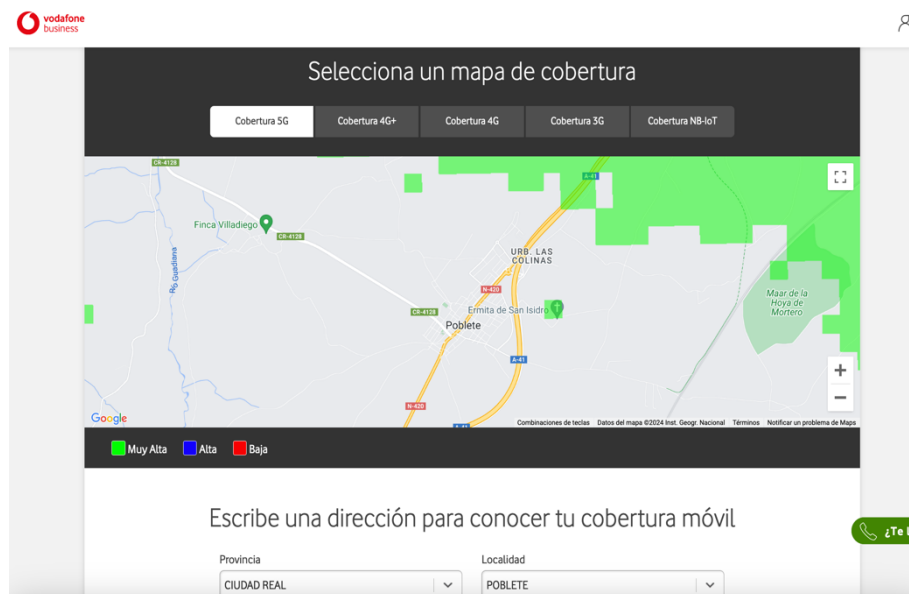 vodafone
business
Selecciona un mapa de cobertura
Cobertura 5G
Cobertura 4G+
Cobertura 4G
Cobertura 3G
Cobertura NB-IoT
CR-4128
A-41
Finca Villadiego
CR-4128
URB. LAS
COLINAS
Río Guadiana
N-420
Maar de la
Hoya de
Mortero
CR-4128
Ermita de San Isidro
Poblete
A-41
N-420
A-41
Google
Combinaciones de teclas
Datos del mapa ©2024 Inst. Geogr. Nacional
Términos
Notificar un problema de Maps
Muy Alta
Alta
Baja
Escribe una dirección para conocer tu cobertura móvil
¿Te l
Provincia
Localidad
CIUDAD REAL
POBLETE